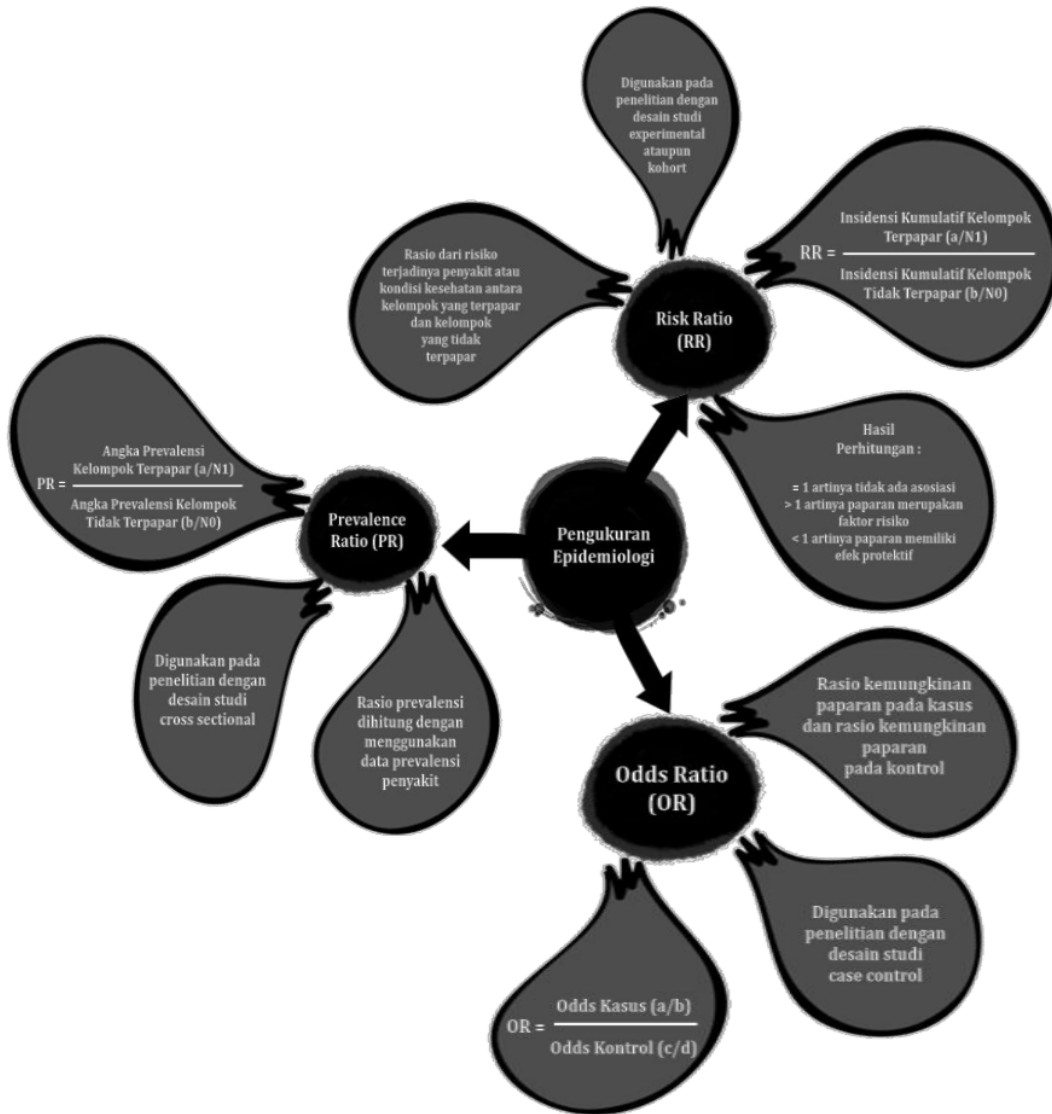 Digunakan pada
penelitian dengan
desain studi
experimental
ataupun
kohort
Rasio dari risiko
terjadinya penyakit atau
kondisi kesehatan antara
kelompok yang terpapar
dan kelompok
yang tidak
terpapar
Risk Ratio
(RR)
RR =
Insidensi Kumulatif Kelompok
Terpapar (a/N1)
Insidensi Kumulatif Kelompok
Tidak Terpapar (b/N0)
Hasil
Perhitungan :
= 1 artinya tidak ada asosiasi
> 1 artinya paparan merupakan
faktor risiko
< 1 artinya paparan memiliki
efek protektif
PR =
Angka Prevalensi
Kelompok Terpapar (a/N1)
Angka Prevalensi Kelompok
Tidak Terpapar (b/N0)
Prevalence
Ratio (PR)
Pengukuran
Epidemiologi
Digunakan pada
penelitian dengan
desain studi
cross sectional
Rasio prevalensi
dihitung dengan
menggunakan
data prevalensi
penyakit
Rasio kemungkinan
paparan pada kasus
dan rasio kemungkinan
paparan
pada kontrol
Odds Ratio
(OR)
Digunakan pada
penelitian dengan
desain studi
case control
OR =
Odds Kasus (a/b)
Odds Kontrol (c/d)